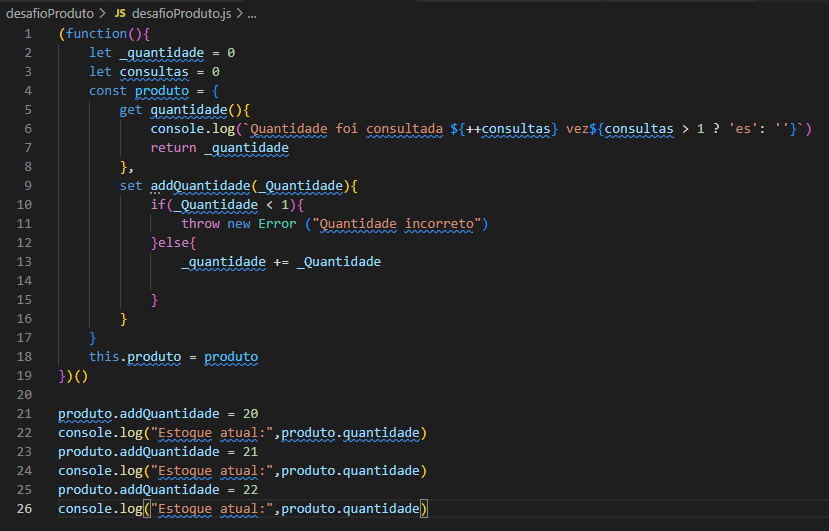 desafioProduto > JS desafioProduto.js > ...
1 (function(){
2     let _quantidade = 0
3     let consultas = 0
4     const produto = {
5         get quantidade(){
6             console.log(`Quantidade foi consultada ${++consultas} vez${consultas > 1 ? 'es': ''}`)
7             return _quantidade
8         },
9         set addQuantidade(_Quantidade){
10             if(_Quantidade < 1){
11                 throw new Error ("Quantidade incorreto")
12             }else{
13                 _quantidade += _Quantidade
14
15             }
16         }
17     }
18     this.produto = produto
19 })()
20
21 produto.addQuantidade = 20
22 console.log("Estoque atual:",produto.quantidade)
23 produto.addQuantidade = 21
24 console.log("Estoque atual:",produto.quantidade)
25 produto.addQuantidade = 22
26 console.log("Estoque atual:",produto.quantidade)